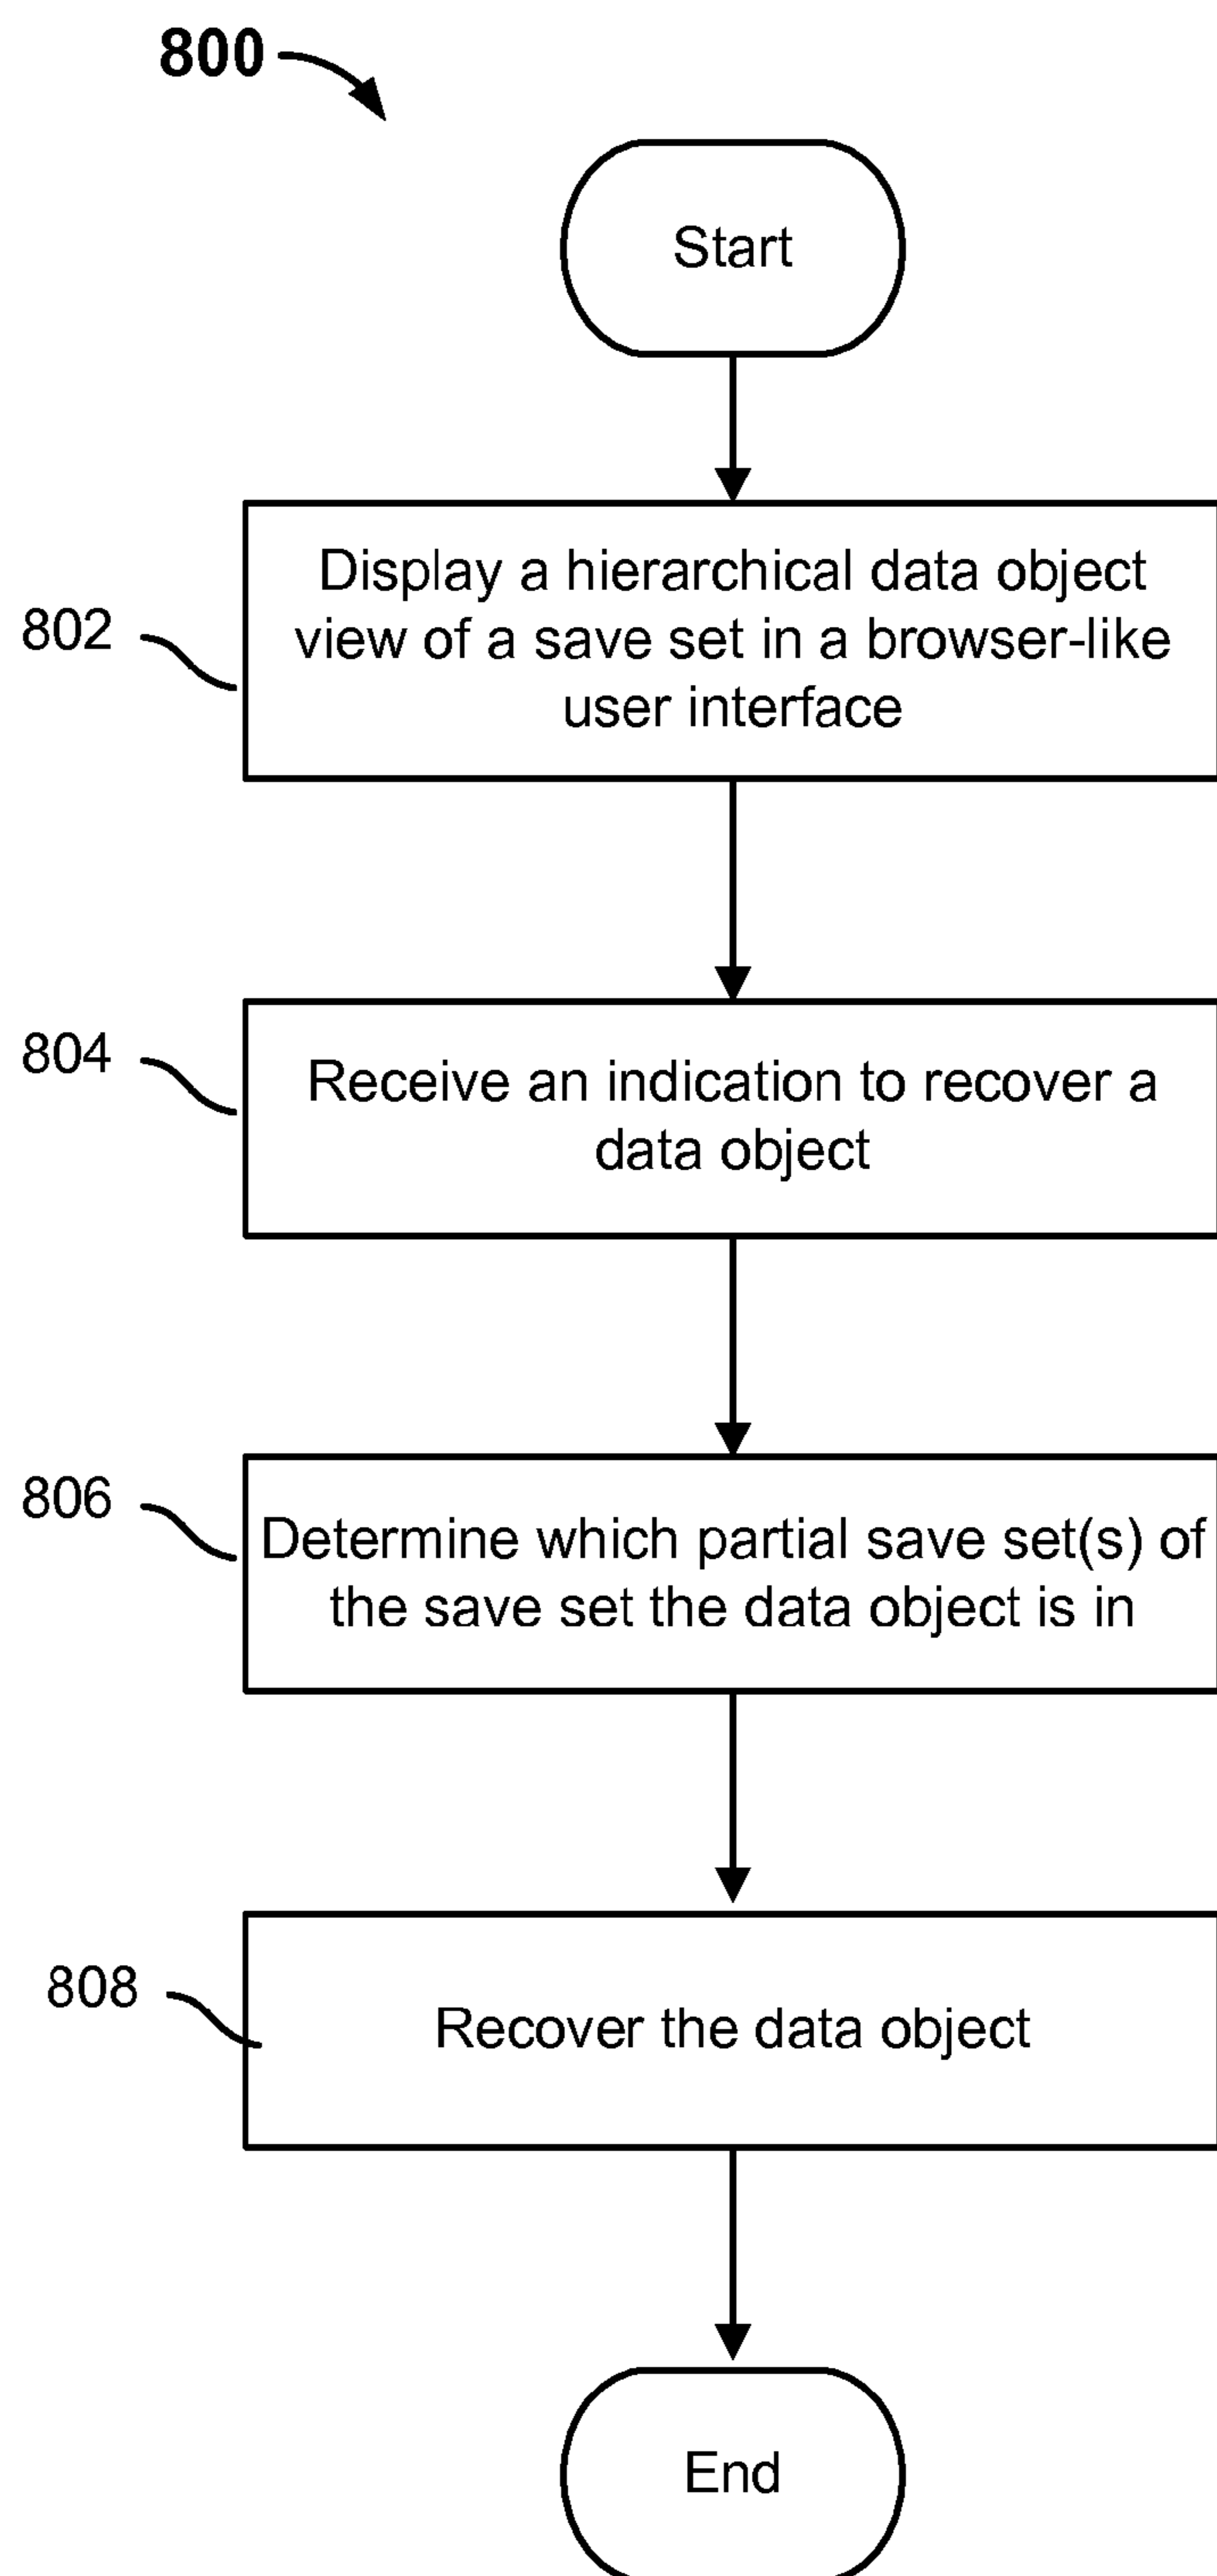 800
Start
802
Display a hierarchical data object
view of a save set in a browser-like
user interface
804
Receive an indication to recover a
data object
806
Determine which partial save set(s) of
the save set the data object is in
808
Recover the data object
End